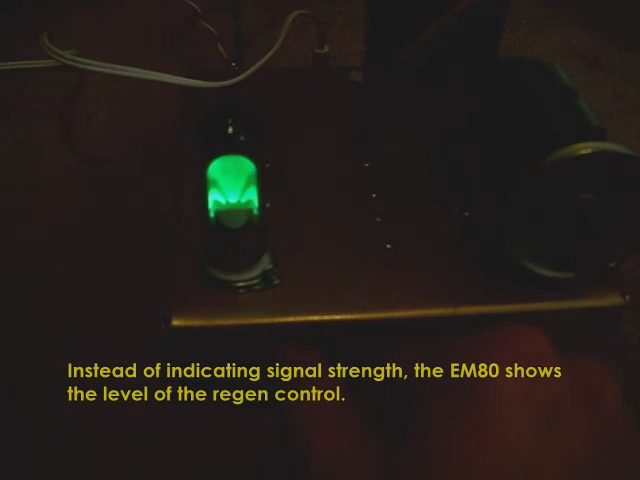 Instead of indicating signal strength, the EM80 shows
the level of the regen control.